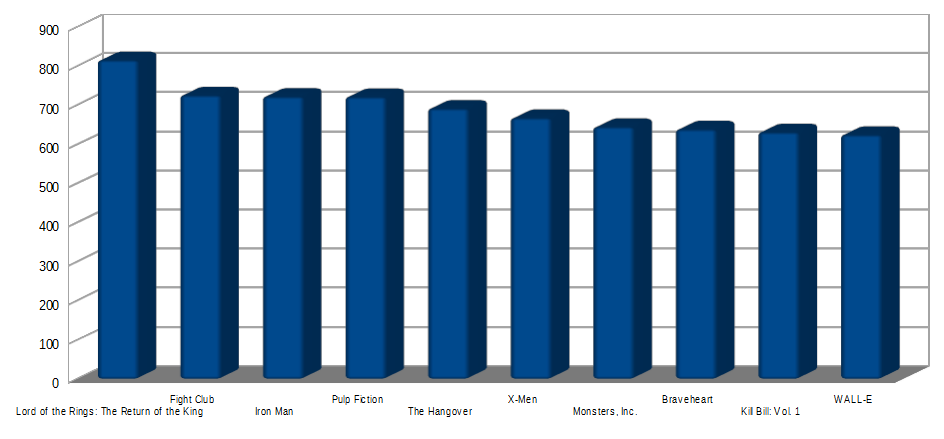 900
800
700
600
500
400
300
200
100
0
Lord of the Rings: The Return of the King
Fight Club
Iron Man
Pulp Fiction
The Hangover
X-Men
Monsters, Inc.
Braveheart
Kill Bill: Vol. 1
WALL-E